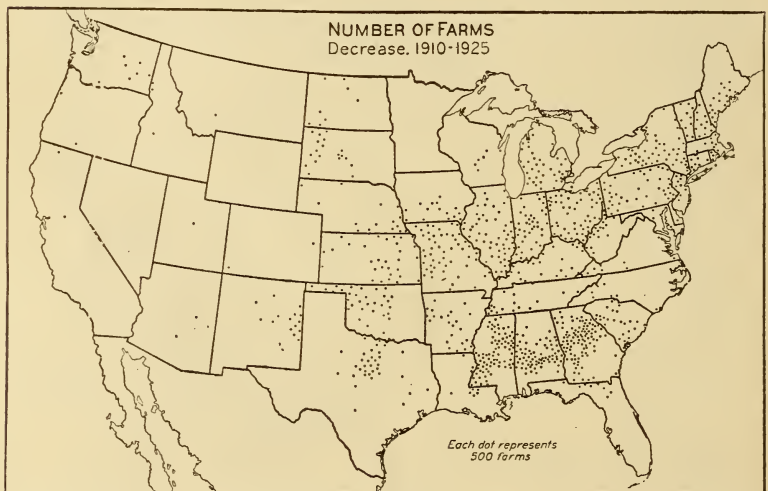 NUMBER OF FARMS
Decrease, 1910-1925
Each dot represents
500 farms